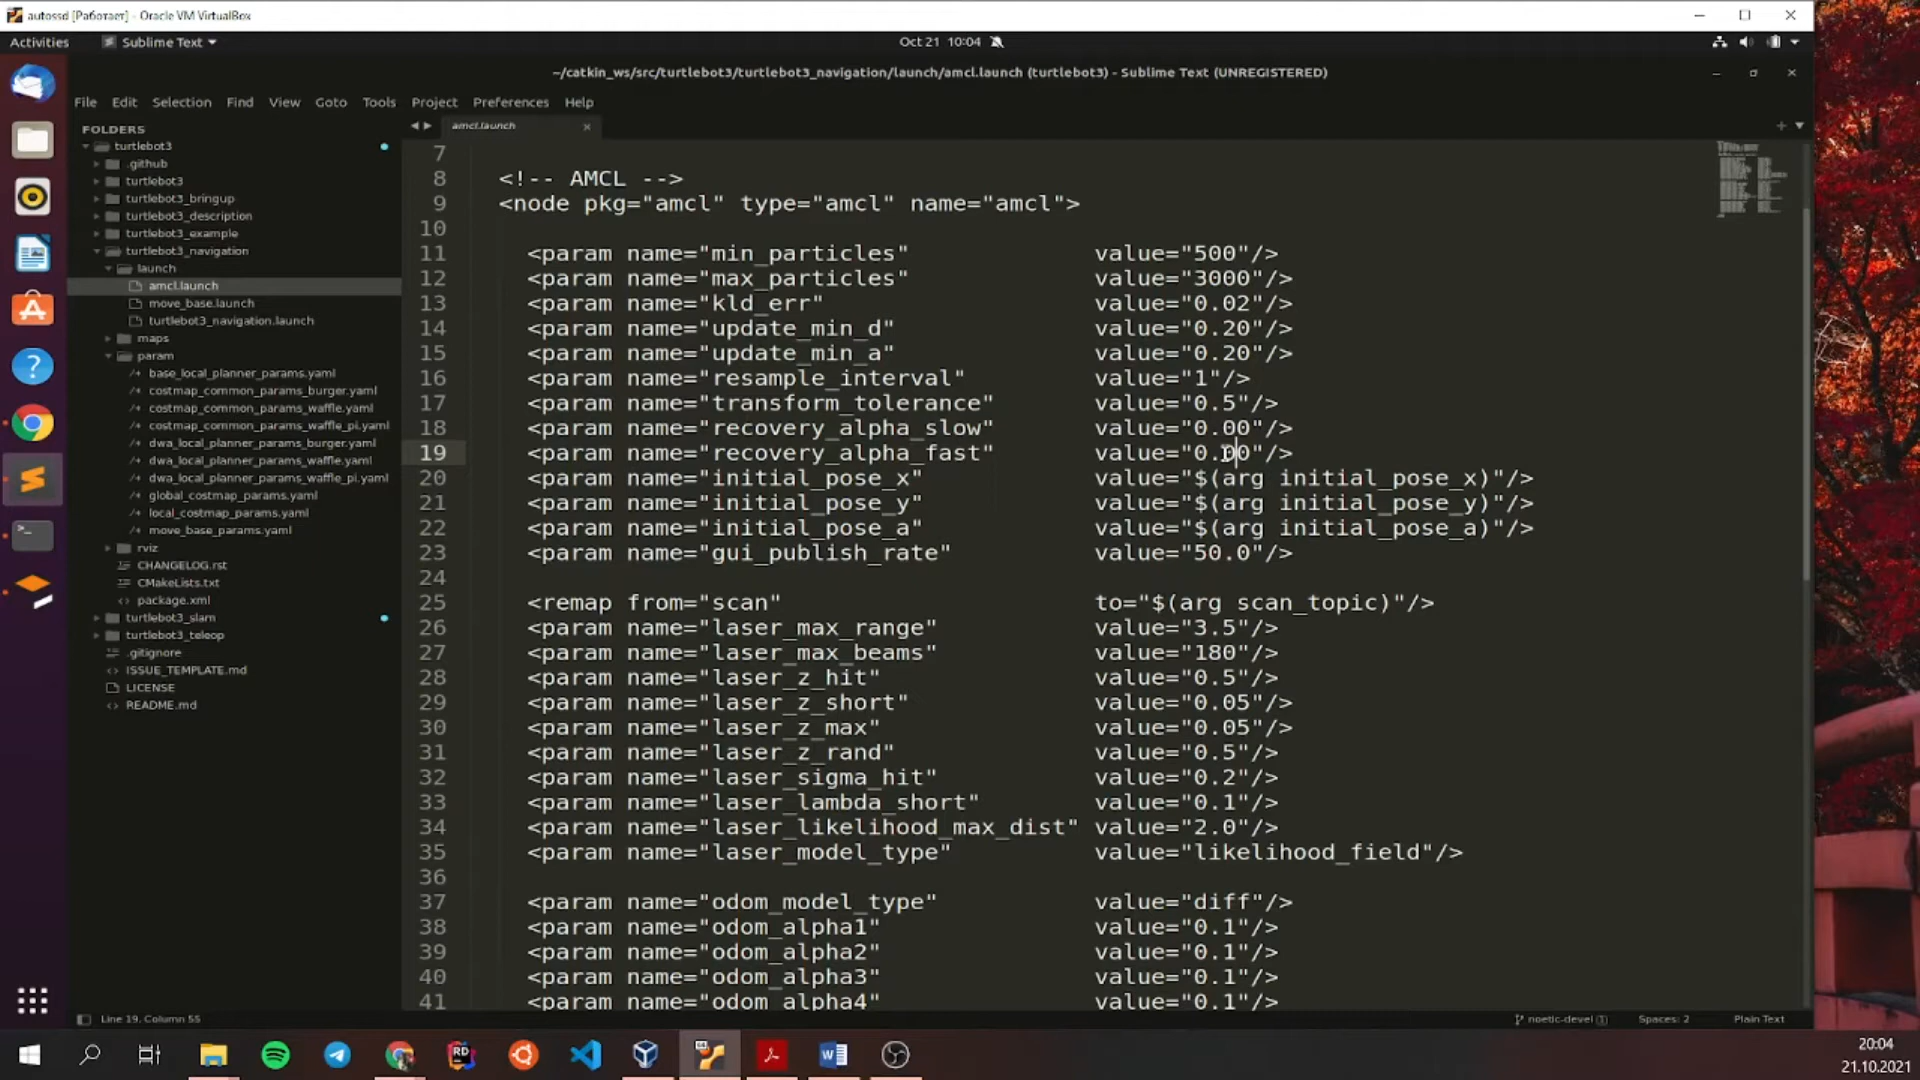 autossd [Работает] - Oracle VM VirtualBox
Activities
Sublime Text
Oct 21 10:04
~/catkin_ws/src/turtlebot3/turtlebot3_navigation/launch/amcl.launch (turtlebot3) - Sublime Text (UNREGISTERED)
File Edit Selection Find View Goto Tools Project Preferences Help
FOLDERS
turtlebot3
.github
turtlebot3
turtlebot3_bringup
turtlebot3_description
turtlebot3_example
turtlebot3_navigation
launch
amcl.launch
move_base.launch
turtlebot3_navigation.launch
maps
param
base_local_planner_params.yaml
costmap_common_params_burger.yaml
costmap_common_params_waffle.yaml
costmap_common_params_waffle_pi.yaml
dwa_local_planner_params_burger.yaml
dwa_local_planner_params_waffle.yaml
dwa_local_planner_params_waffle_pi.yaml
global_costmap_params.yaml
local_costmap_params.yaml
move_base_params.yaml
rviz
CHANGELOG.rst
CMakeLists.txt
package.xml
turtlebot3_slam
turtlebot3_teleop
.gitignore
ISSUE_TEMPLATE.md
LICENSE
README.md
amcl.launch
7
8 <!-- AMCL -->
9 <node pkg="amcl" type="amcl" name="amcl">
10
11 <param name="min_particles" value="500"/>
12 <param name="max_particles" value="3000"/>
13 <param name="kld_err" value="0.02"/>
14 <param name="update_min_d" value="0.20"/>
15 <param name="update_min_a" value="0.20"/>
16 <param name="resample_interval" value="1"/>
17 <param name="transform_tolerance" value="0.5"/>
18 <param name="recovery_alpha_slow" value="0.00"/>
19 <param name="recovery_alpha_fast" value="0.00"/>
20 <param name="initial_pose_x" value="$(arg initial_pose_x)"/>
21 <param name="initial_pose_y" value="$(arg initial_pose_y)"/>
22 <param name="initial_pose_a" value="$(arg initial_pose_a)"/>
23 <param name="gui_publish_rate" value="50.0"/>
24
25 <remap from="scan" to="$(arg scan_topic)"/>
26 <param name="laser_max_range" value="3.5"/>
27 <param name="laser_max_beams" value="180"/>
28 <param name="laser_z_hit" value="0.5"/>
29 <param name="laser_z_short" value="0.05"/>
30 <param name="laser_z_max" value="0.05"/>
31 <param name="laser_z_rand" value="0.5"/>
32 <param name="laser_sigma_hit" value="0.2"/>
33 <param name="laser_lambda_short" value="0.1"/>
34 <param name="laser_likelihood_max_dist" value="2.0"/>
35 <param name="laser_model_type" value="likelihood_field"/>
36
37 <param name="odom_model_type" value="diff"/>
38 <param name="odom_alpha1" value="0.1"/>
39 <param name="odom_alpha2" value="0.1"/>
40 <param name="odom_alpha3" value="0.1"/>
41 <param name="odom_alpha4" value="0.1"/>
Line 19, Column 55
noetic-devel (1) Spaces: 2 Plain Text
20:04
21.10.2021